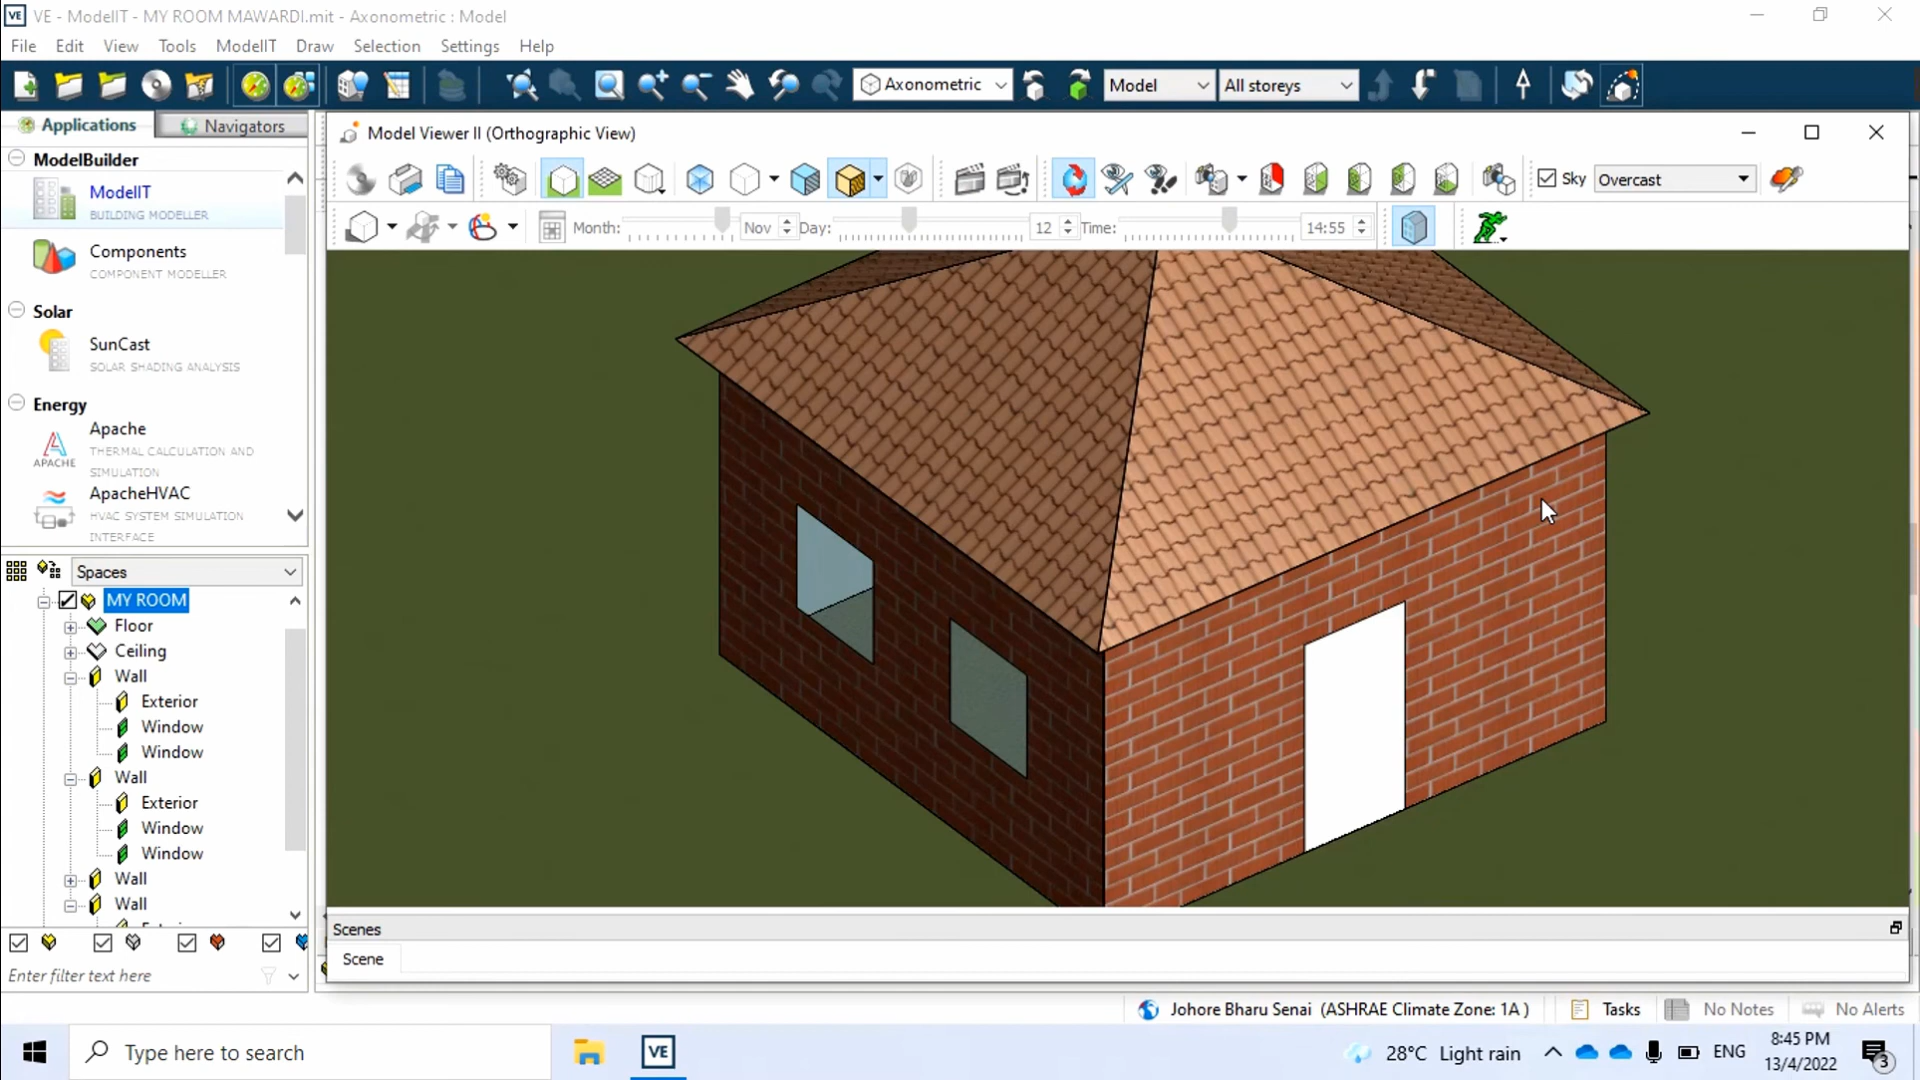 VE VE - ModelIT - MY ROOM MAWARDI.mit - Axonometric : Model
File Edit View Tools ModelIT Draw Selection Settings Help
Axonometric Model All storeys
Applications Navigators
Model Viewer II (Orthographic View)
Sky Overcast
Month: Nov Day: 12 Time: 14:55
ModelBuilder
ModelIT
BUILDING MODELLER
Components
COMPONENT MODELLER
Solar
SunCast
SOLAR SHADING ANALYSIS
Energy
Apache
APACHE
THERMAL CALCULATION AND
SIMULATION
ApacheHVAC
HVAC SYSTEM SIMULATION
INTERFACE
Spaces
MY ROOM
Floor
Ceiling
Wall
Exterior
Window
Window
Wall
Exterior
Window
Window
Wall
Wall
Enter filter text here
Scenes
Scene
Johore Bharu Senai (ASHRAE Climate Zone: 1A ) Tasks No Notes No Alerts
Type here to search
VE
28°C Light rain
ENG
8:45 PM
13/4/2022
3